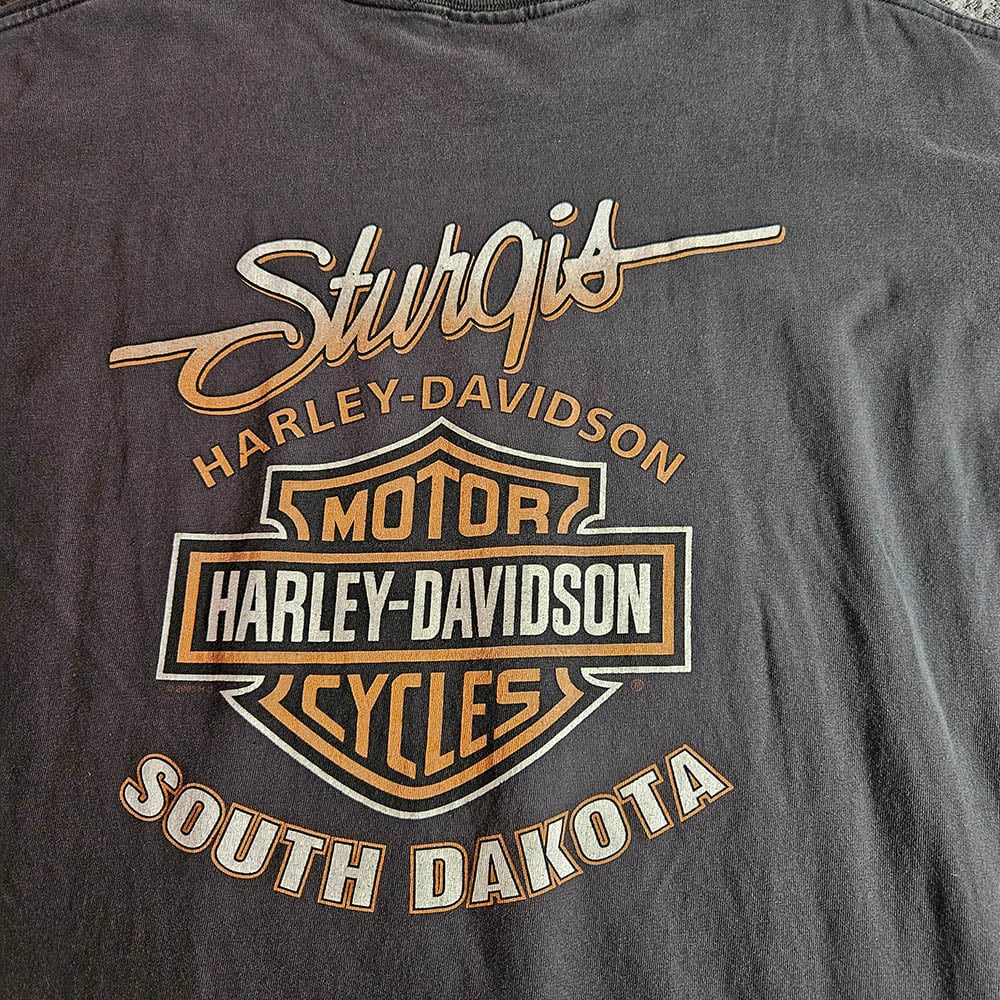 Sturgis
HARLEY-DAVIDSON
MOTOR
HARLEY-DAVIDSON
CYCLES
®
SOUTH DAKOTA